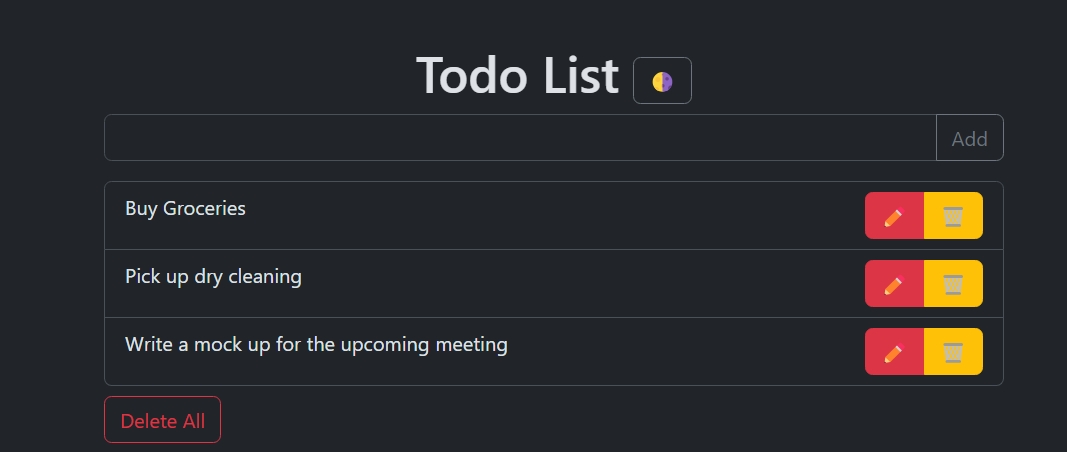 Todo List
Add
Buy Groceries
Pick up dry cleaning
Write a mock up for the upcoming meeting
Delete All